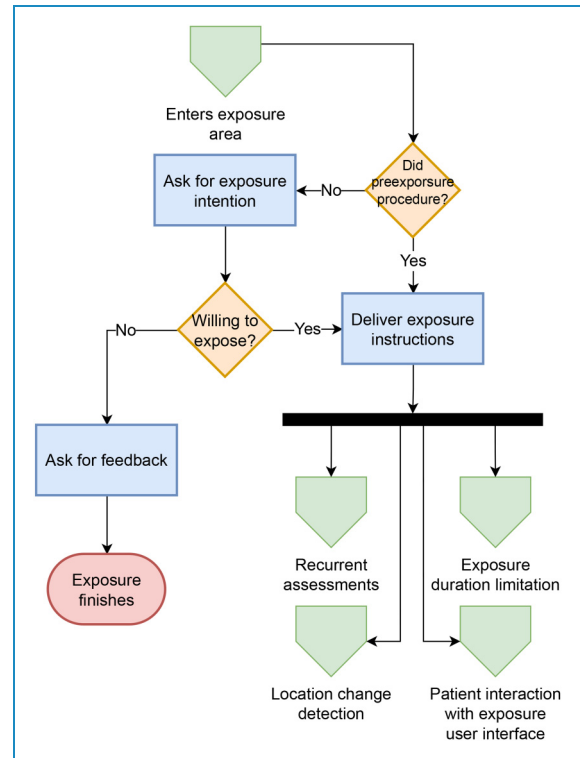 Enters exposure
area
Did
preexporsure
procedure?
No
Ask for exposure
intention
Yes
Willing to
expose?
No
Yes
Deliver exposure
instructions
Ask for feedback
Exposure
finishes
Recurrent
assessments
Exposure
duration limitation
Location change
detection
Patient interaction
with exposure
user interface